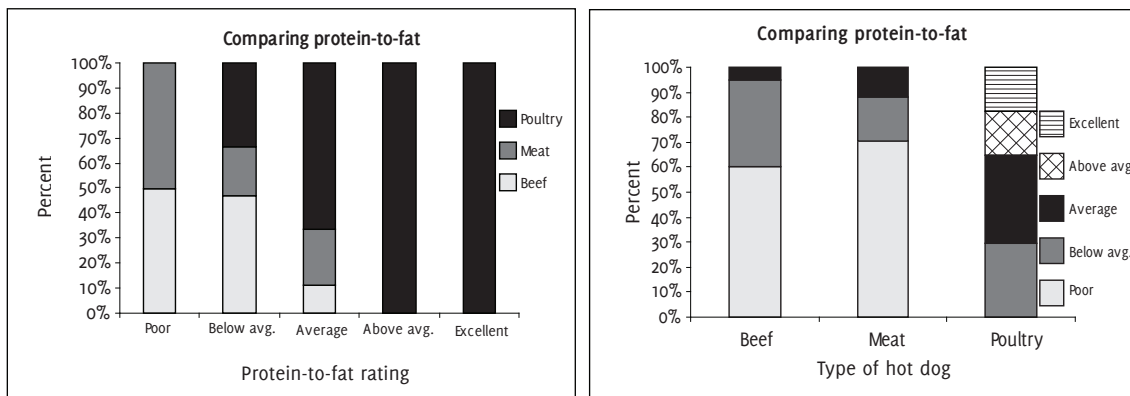 Comparing protein-to-fat
100%
90%
80%
70%
60%
50%
40%
30%
20%
10%
0%
Percent
Poultry
Meat
Beef
Poor Below avg. Average Above avg. Excellent
Protein-to-fat rating
Comparing protein-to-fat
100%
90%
80%
70%
60%
50%
40%
30%
20%
10%
0%
Percent
Excellent
Above avg.
Average
Below avg.
Poor
Beef Meat Poultry
Type of hot dog